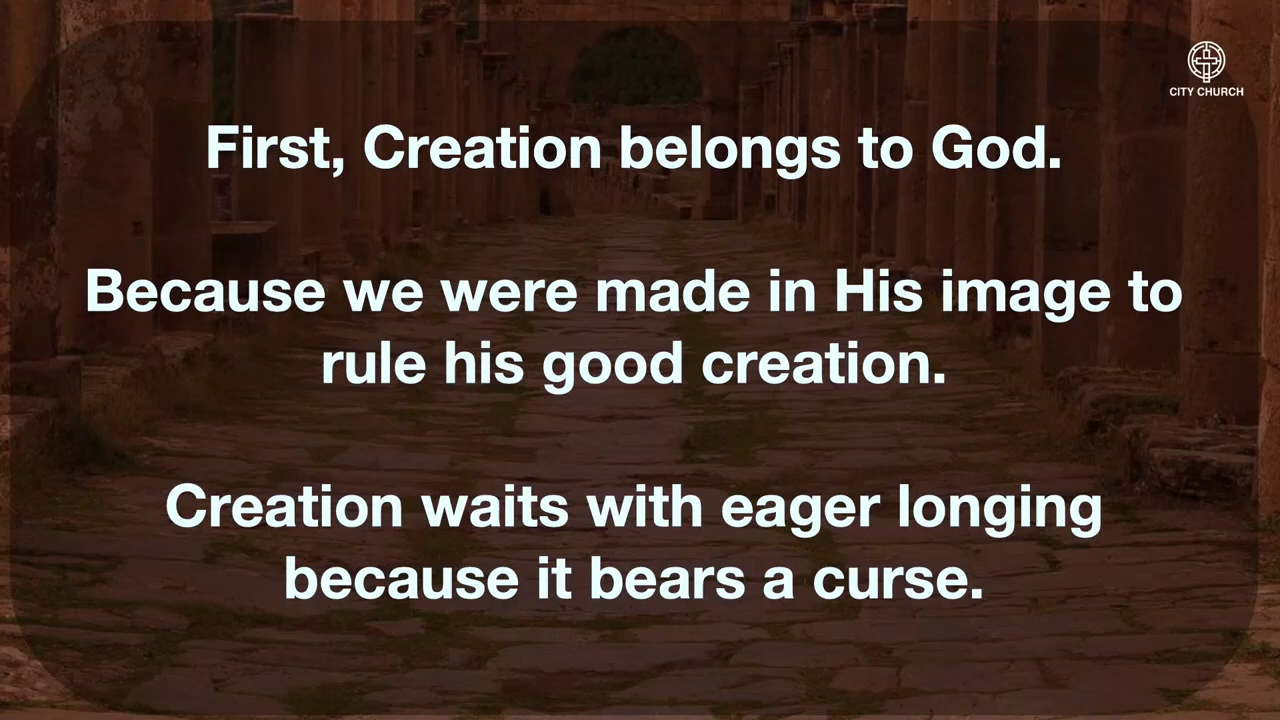 CITY CHURCH
First, Creation belongs to God.
Because we were made in His image to
rule his good creation.
Creation waits with eager longing
because it bears a curse.